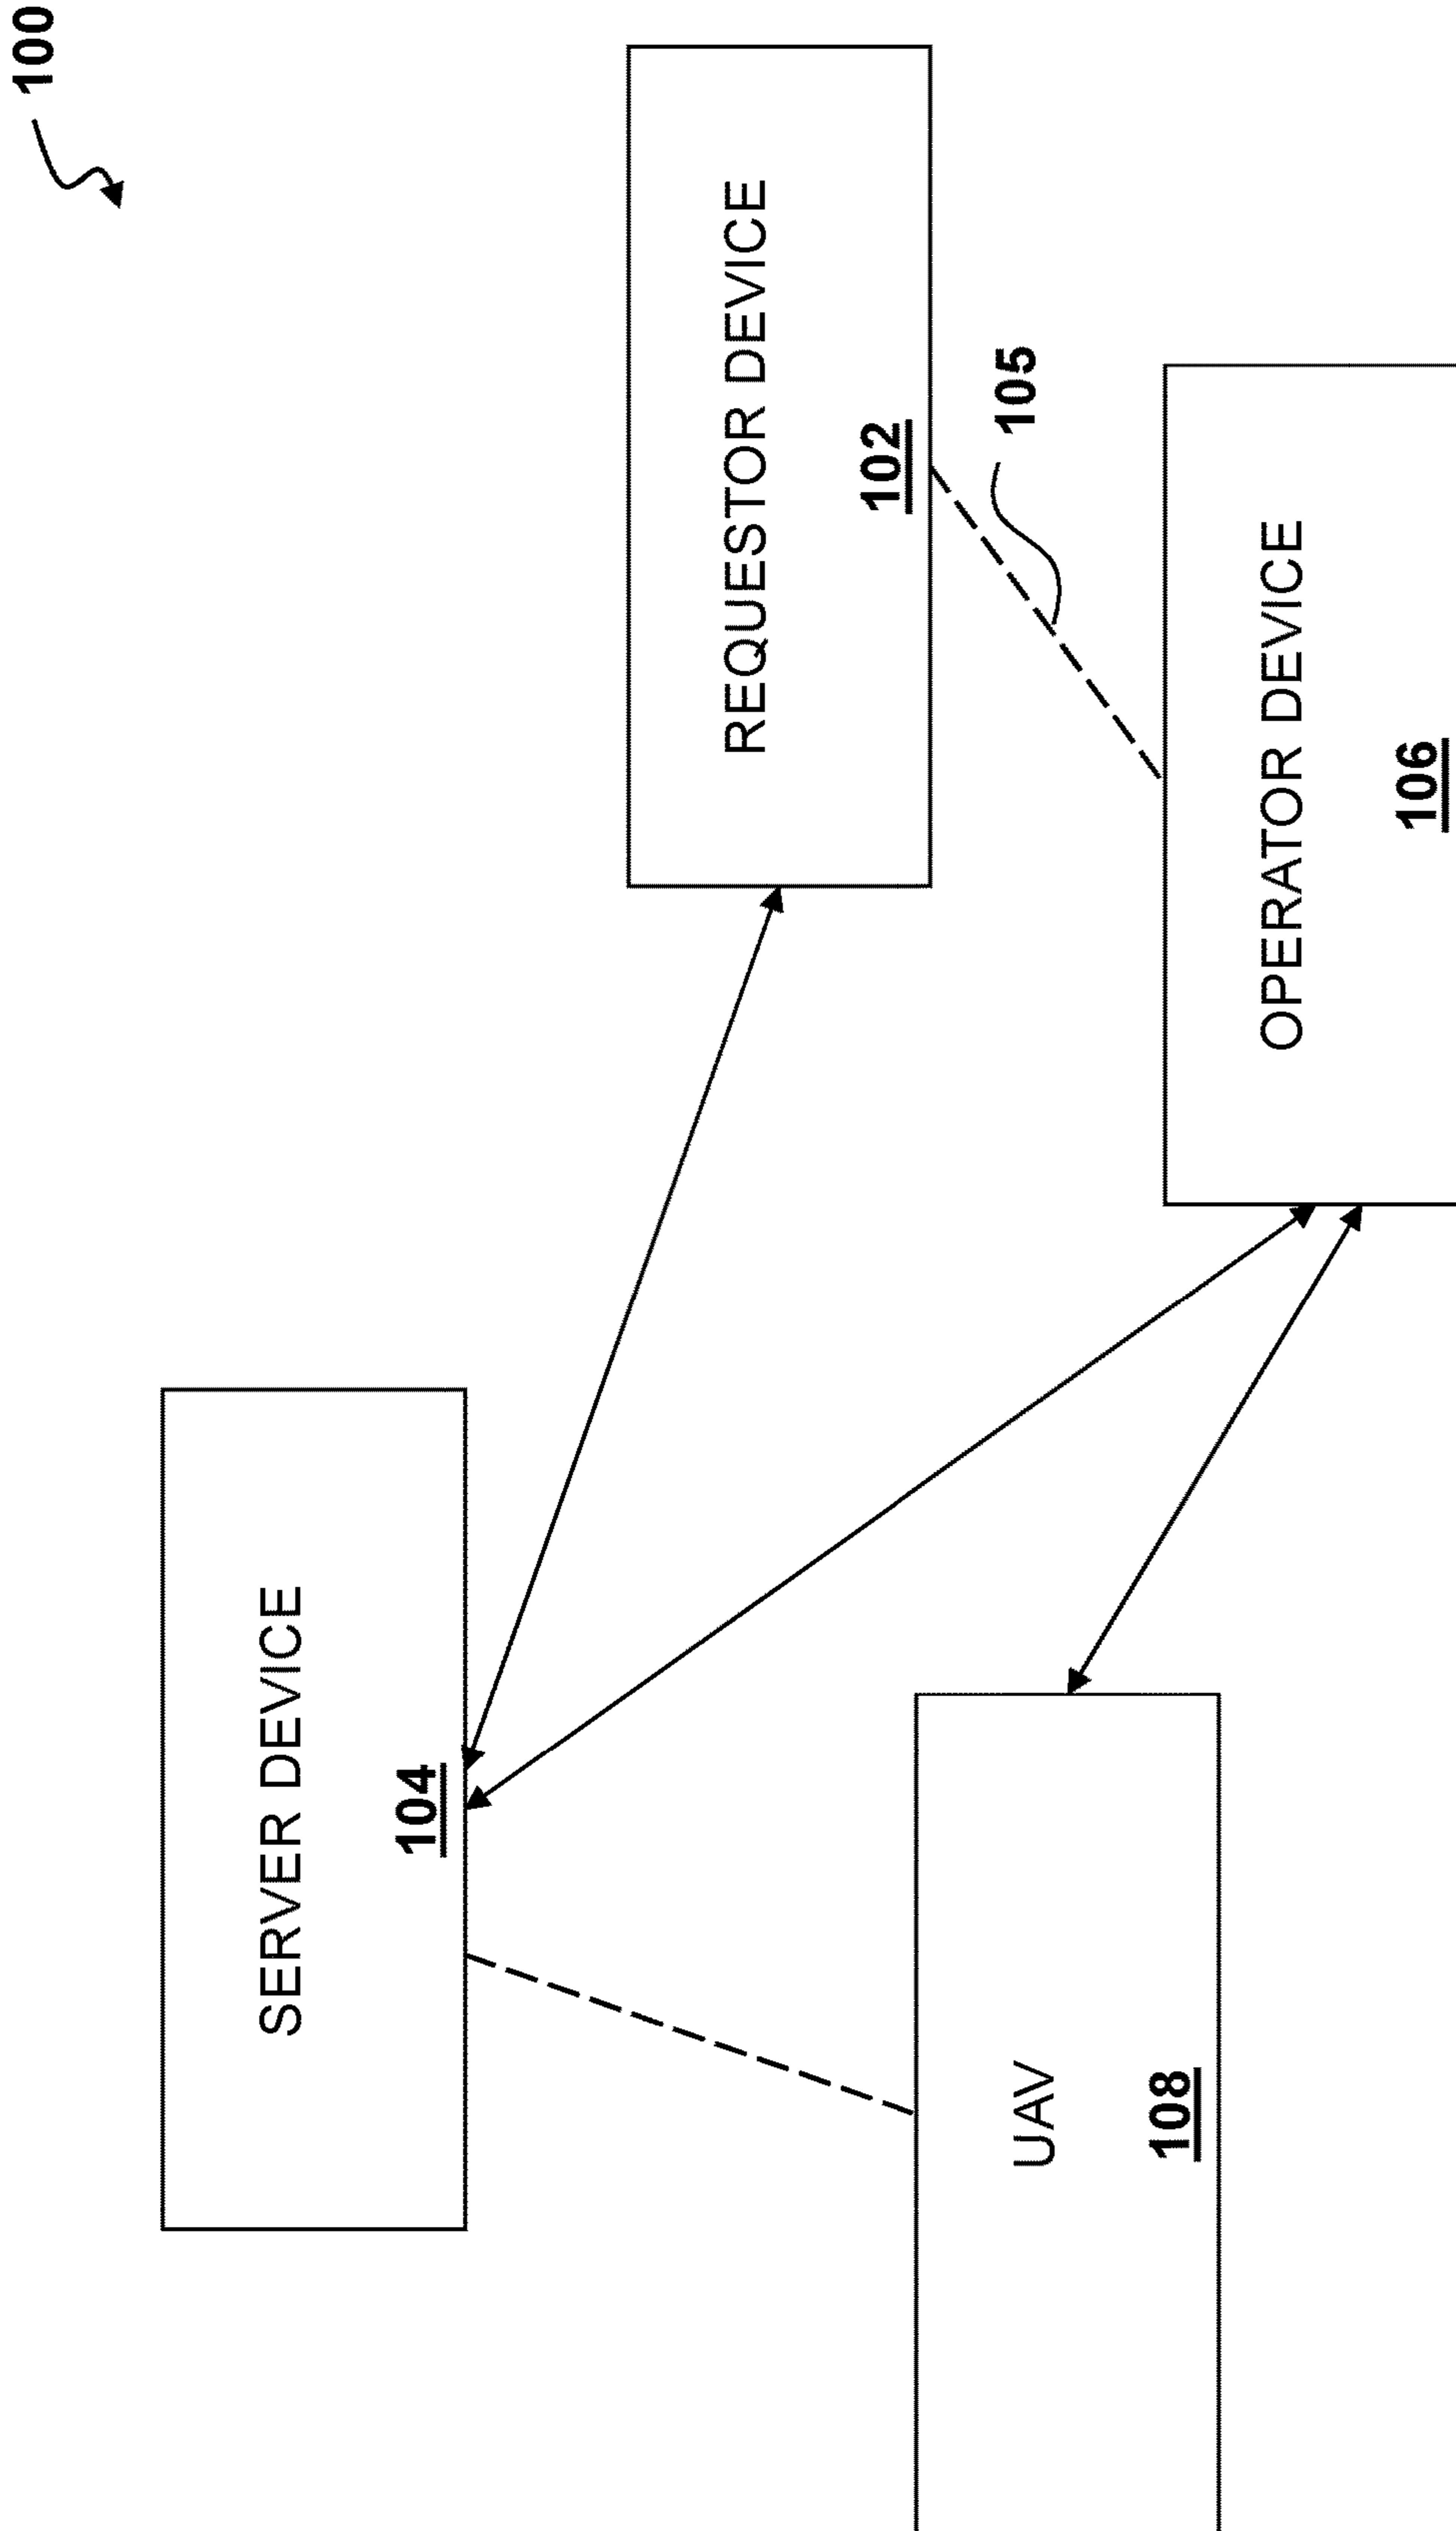 100
SERVER DEVICE
104
REQUESTOR DEVICE
102
105
UAV
108
OPERATOR DEVICE
106